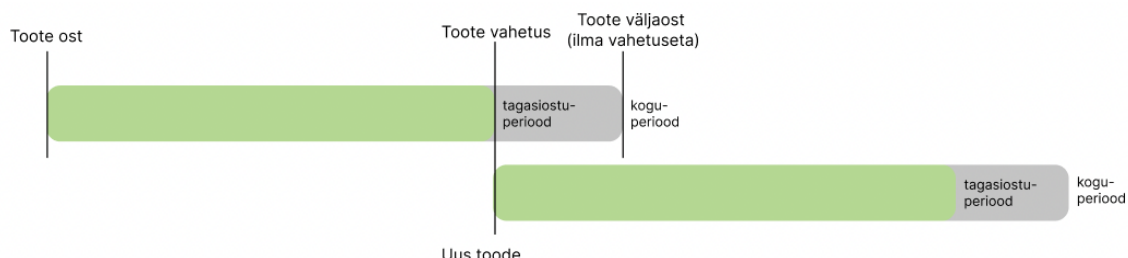 Toote ost
Toote vahetus
Toote väljaost
(ilma vahetuseta)
tagasiostu-
periood
kogu-
periood
tagasiostu-
periood
kogu-
periood
Uus toode